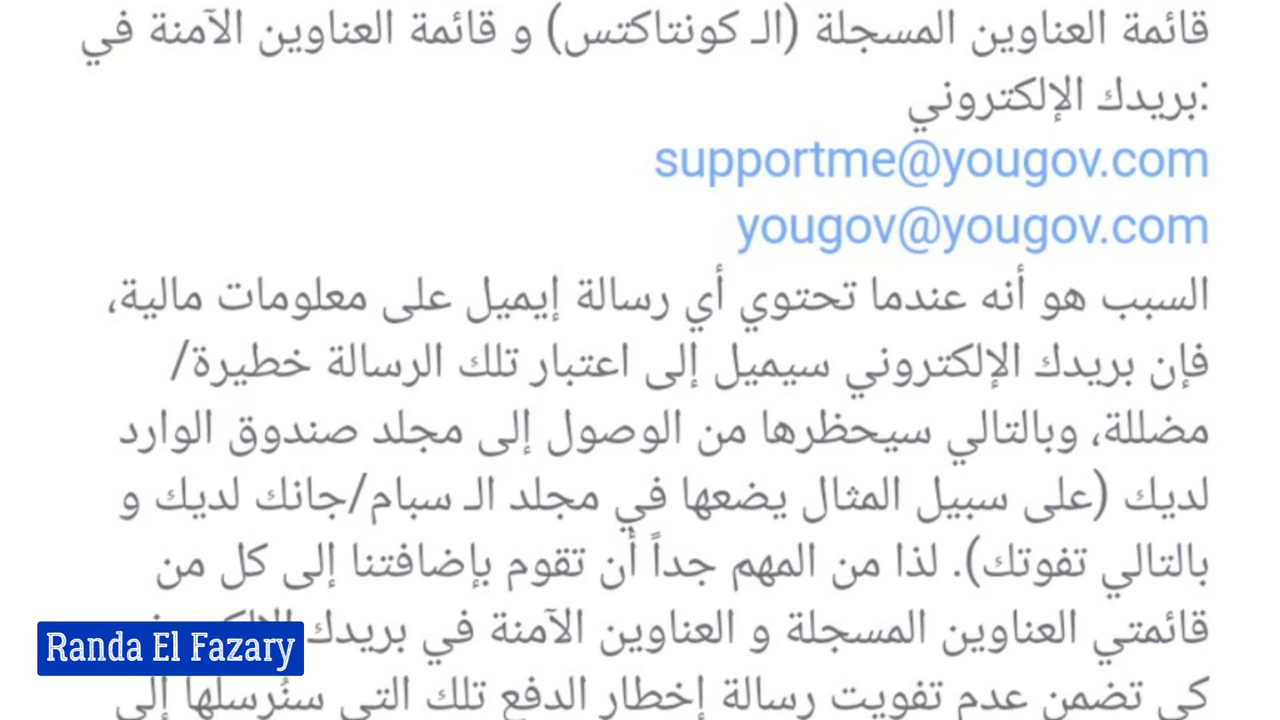 قائمة العناوين المسجلة (الـ كونتاكتس) و قائمة العناوين الآمنة في
بريدك الإلكتروني:
supportme@yougov.com
yougov@yougov.com
السبب هو أنه عندما تحتوي أي رسالة إيميل على معلومات مالية،
فإن بريدك الإلكتروني سيميل إلى اعتبار تلك الرسالة خطيرة/
مضللة، وبالتالي سيحظرها من الوصول إلى مجلد صندوق الوارد
لديك (على سبيل المثال يضعها في مجلد الـ سبام/جانك لديك و
بالتالي تفوتك). لذا من المهم جداً أن تقوم بإضافتنا إلى كل من
قائمتي العناوين المسجلة و العناوين الآمنة في بريدك
كي تضمن عدم تفويت رسالة إخطار الدفع تلك التي سنُرسلها إلى
Randa El Fazary